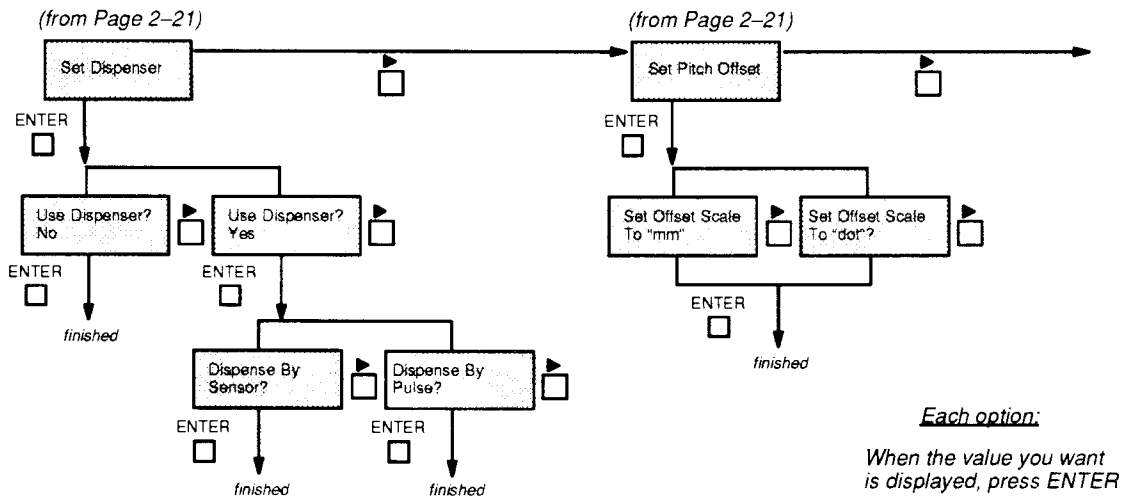 (from Page 2–21)
(from Page 2–21)
Set Dispenser
Set Pitch Offset
ENTER
ENTER
Use Dispenser?
No
Use Dispenser?
Yes
Set Offset Scale
To "mm"
Set Offset Scale
To "dot"?
ENTER
ENTER
ENTER
finished
finished
Dispense By
Sensor?
Dispense By
Pulse?
ENTER
ENTER
finished
finished
Each option:
When the value you want
is displayed, press ENTER